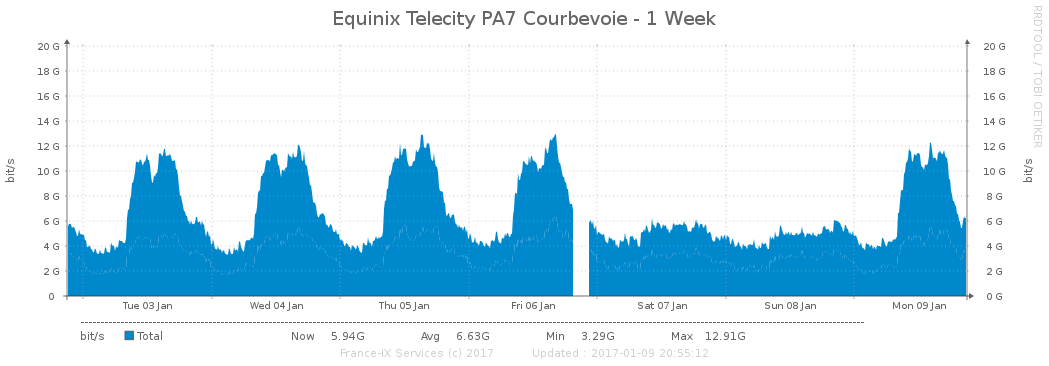 Equinix Telecity PA7 Courbevoie - 1 Week
RRDTOOL / TOBI OETIKER
bit/s
20 G 20 G
18 G 18 G
16 G 16 G
14 G 14 G
12 G 12 G
10 G 10 G
8 G 8 G
6 G 6 G
4 G 4 G
2 G 2 G
0 0 G
bit/s
Tue 03 Jan Wed 04 Jan Thu 05 Jan Fri 06 Jan Sat 07 Jan Sun 08 Jan Mon 09 Jan
bit/s Total Now 5.94G Avg 6.63G Min 3.29G Max 12.91G
France-IX Services (c) 2017 Updated : 2017-01-09 20:55:12